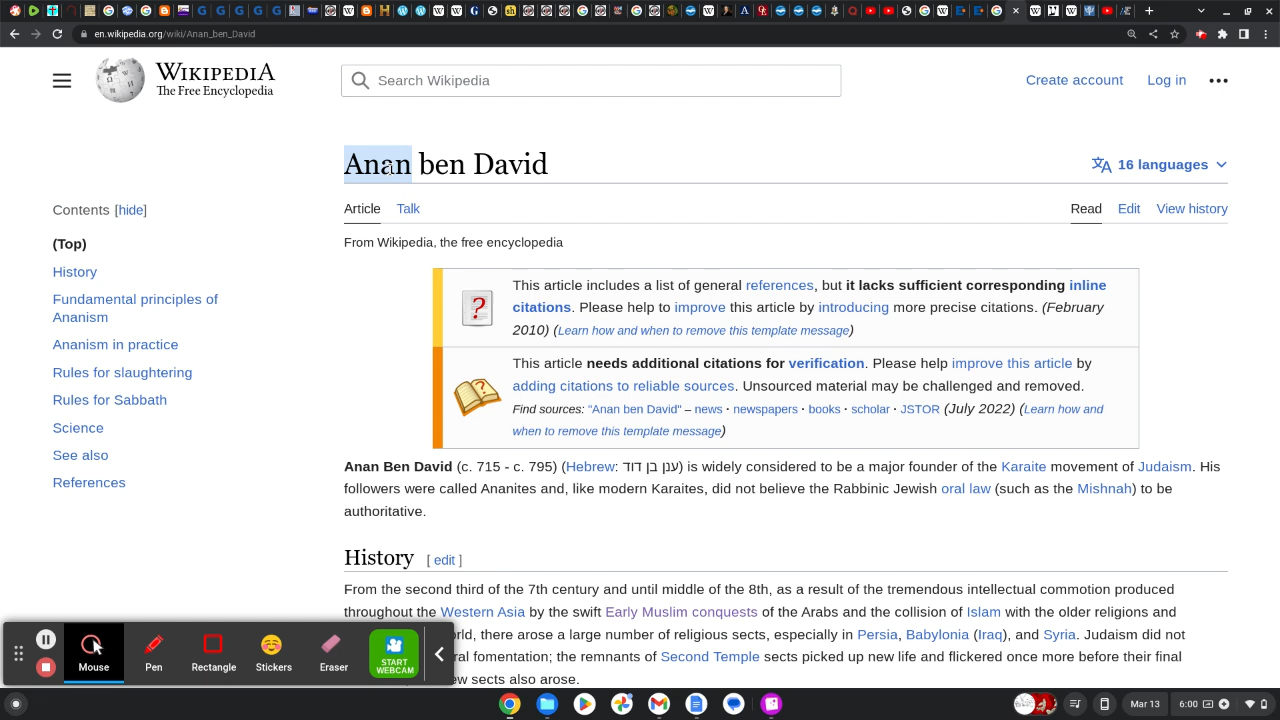 en.wikipedia.org/wiki/Anan_ben_David
WIKIPEDIA
The Free Encyclopedia
Search Wikipedia
Create account
Log in
Anan ben David
16 languages
Contents [hide]
(Top)
History
Fundamental principles of
Ananism
Ananism in practice
Rules for slaughtering
Rules for Sabbath
Science
See also
References
Article
Talk
Read
Edit
View history
From Wikipedia, the free encyclopedia
This article includes a list of general references, but it lacks sufficient corresponding inline
citations. Please help to improve this article by introducing more precise citations. (February
2010) (Learn how and when to remove this template message)
This article needs additional citations for verification. Please help improve this article by
adding citations to reliable sources. Unsourced material may be challenged and removed.
Find sources: "Anan ben David" – news · newspapers · books · scholar · JSTOR (July 2022) (Learn how and
when to remove this template message)
Anan Ben David (c. 715 - c. 795) (Hebrew: ענן בן דוד) is widely considered to be a major founder of the Karaite movement of Judaism. His
followers were called Ananites and, like modern Karaites, did not believe the Rabbinic Jewish oral law (such as the Mishnah) to be
authoritative.
History [ edit ]
From the second third of the 7th century and until middle of the 8th, as a result of the tremendous intellectual commotion produced
throughout the Western Asia by the swift Early Muslim conquests of the Arabs and the collision of Islam with the older religions and
there arose a large number of religious sects, especially in Persia, Babylonia (Iraq), and Syria. Judaism did not
fomentation; the remnants of Second Temple sects picked up new life and flickered once more before their final
sects also arose.
Mouse
Pen
Rectangle
Stickers
Eraser
START
WEBCAM
Mar 13
6:00